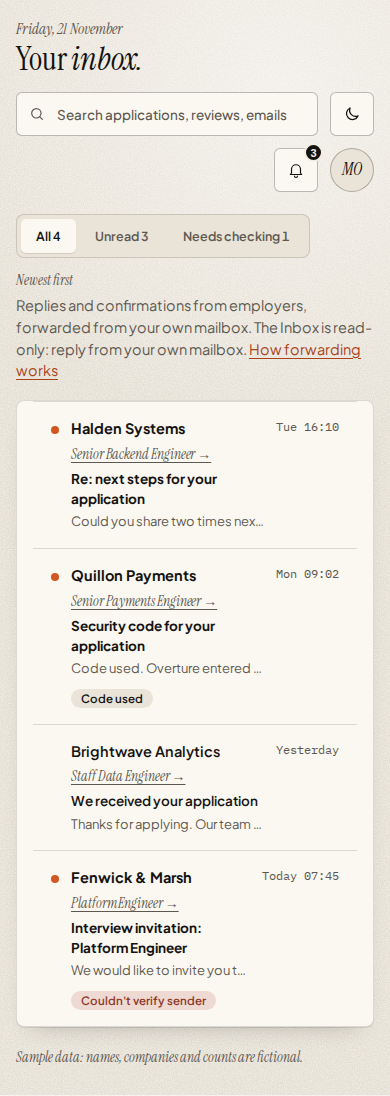 Friday, 21 November
Your inbox.
Search applications, reviews, emails
3
MO
All 4 Unread 3 Needs checking 1
Newest first
Replies and confirmations from employers,
forwarded from your own mailbox. The Inbox is read-
only: reply from your own mailbox. How forwarding
works
Halden Systems Tue 16:10
Senior Backend Engineer →
Re: next steps for your
application
Could you share two times nex...
Quillon Payments Mon 09:02
Senior Payments Engineer →
Security code for your
application
Code used. Overture entered ...
Code used
Brightwave Analytics Yesterday
Staff Data Engineer →
We received your application
Thanks for applying. Our team ...
Fenwick & Marsh Today 07:45
Platform Engineer →
Interview invitation:
Platform Engineer
We would like to invite you t...
Couldn't verify sender
Sample data: names, companies and counts are fictional.